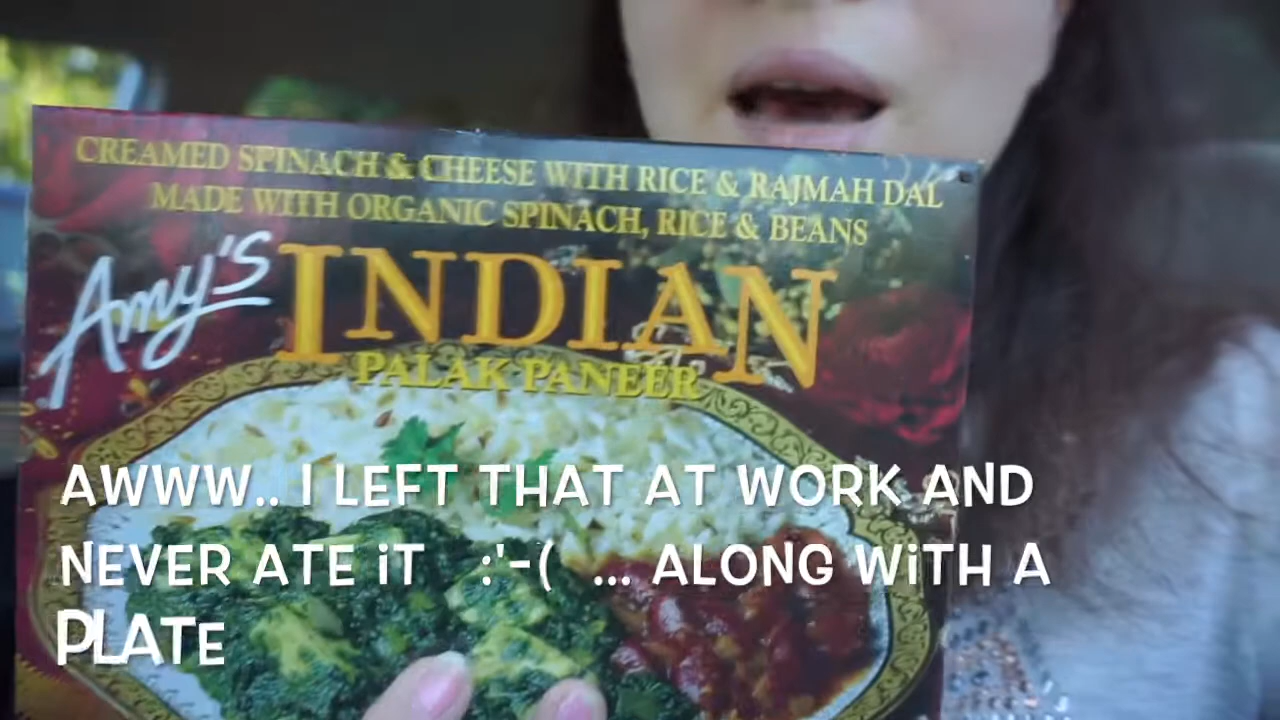 CREAMED SPINACH & CHEESE WITH RICE & RAJMAH DAL
MADE WITH ORGANIC SPINACH, RICE & BEANS
Amy's INDIAN
PALAK PANEER
AWWW.. I LEFT THAT AT WORK AND
NEVER ATE iT :'-( ... ALONG WiTH A
PLATE